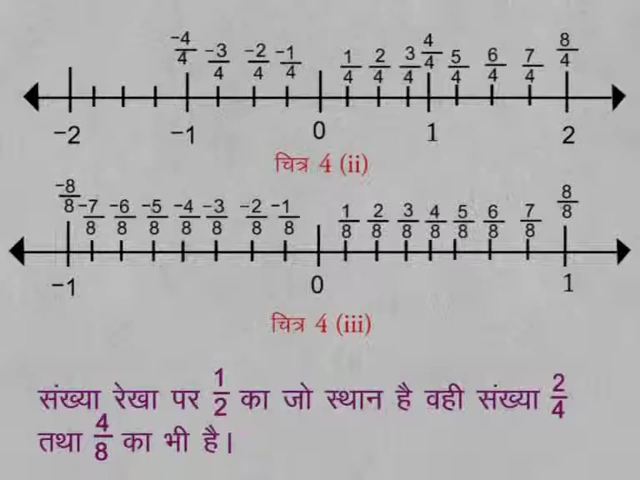 -4/4 -3/4 -2/4 -1/4 1/4 2/4 3/4 4/4 5/4 6/4 7/4 8/4
-2 -1 0 1 2
चित्र 4 (ii)
-8/8 -7/8 -6/8 -5/8 -4/8 -3/8 -2/8 -1/8 1/8 2/8 3/8 4/8 5/8 6/8 7/8 8/8
-1 0 1
चित्र 4 (iii)
संख्या रेखा पर 1/2 का जो स्थान है वही संख्या 2/4
तथा 4/8 का भी है।